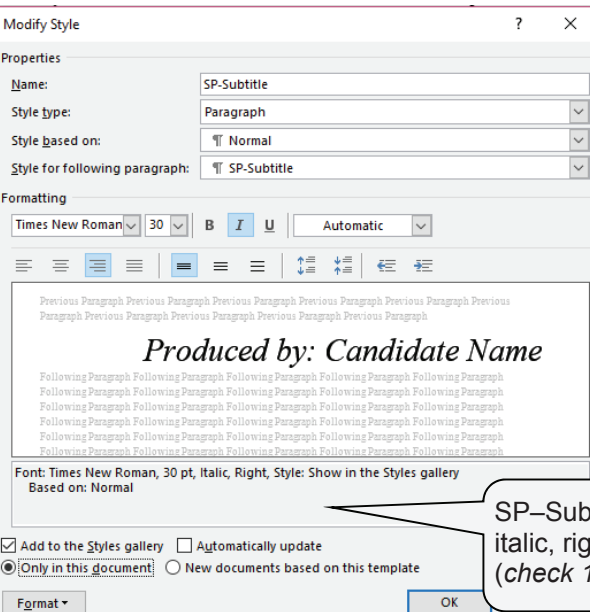 Modify Style ? ×
Properties
Name: SP-Subtitle
Style type: Paragraph
Style based on: ¶ Normal
Style for following paragraph: ¶ SP-Subtitle
Formatting
Times New Roman 30 B I U Automatic
Previous Paragraph Previous Paragraph Previous Paragraph Previous Paragraph Previous Paragraph Previous
Paragraph Previous Paragraph Previous Paragraph Previous Paragraph Previous Paragraph
Produced by: Candidate Name
Following Paragraph Following Paragraph Following Paragraph Following Paragraph Following Paragraph
Following Paragraph Following Paragraph Following Paragraph Following Paragraph Following Paragraph
Following Paragraph Following Paragraph Following Paragraph Following Paragraph Following Paragraph
Following Paragraph Following Paragraph Following Paragraph Following Paragraph Following Paragraph
Following Paragraph Following Paragraph Following Paragraph Following Paragraph Following Paragraph
Following Paragraph Following Paragraph Following Paragraph Following Paragraph Following Paragraph
Font: Times New Roman, 30 pt, Italic, Right, Style: Show in the Styles gallery
Based on: Normal
SP–Sub
italic, rig
(check 1
Add to the Styles gallery Automatically update
Only in this document New documents based on this template
Format OK